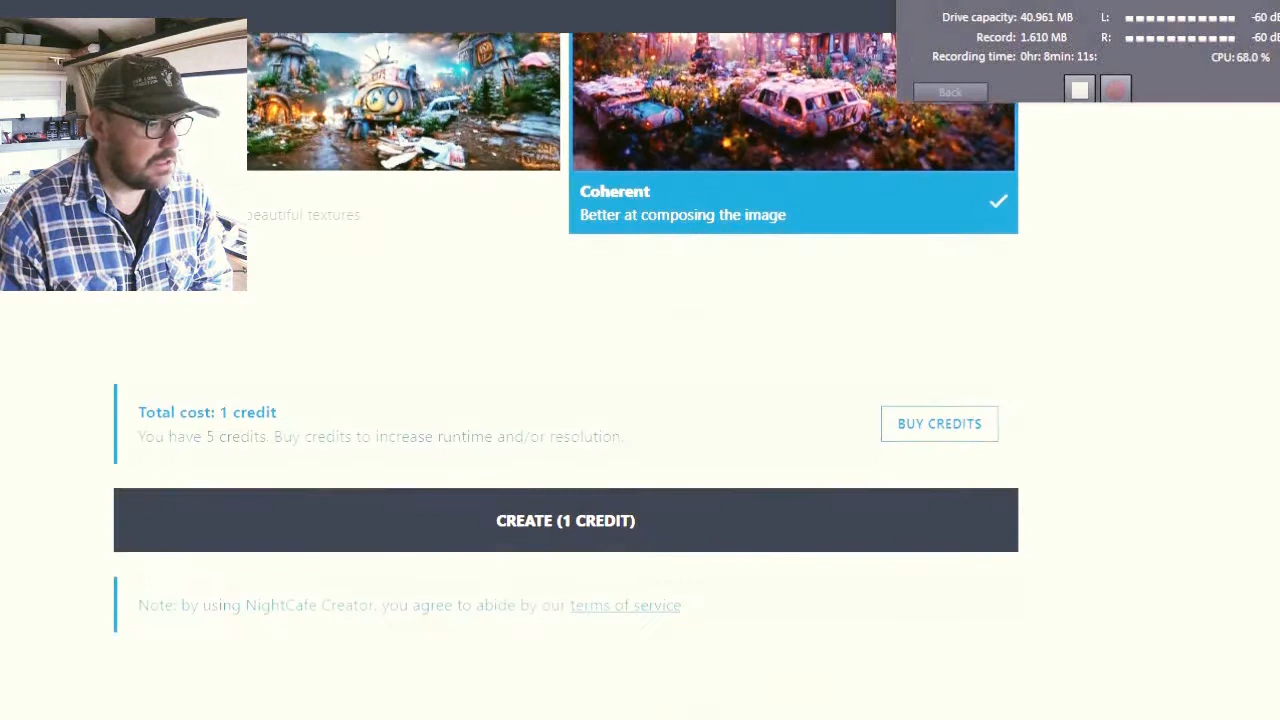 Drive capacity: 40.961 MB L: -60 dB
Record: 1.610 MB R: -60 dB
Recording time: 0hr: 8min: 11s: CPU: 68.0 %
Back
Coherent
Better at composing the image
beautiful textures
Total cost: 1 credit
You have 5 credits. Buy credits to increase runtime and/or resolution.
BUY CREDITS
CREATE (1 CREDIT)
Note: by using NightCafe Creator, you agree to abide by our terms of service